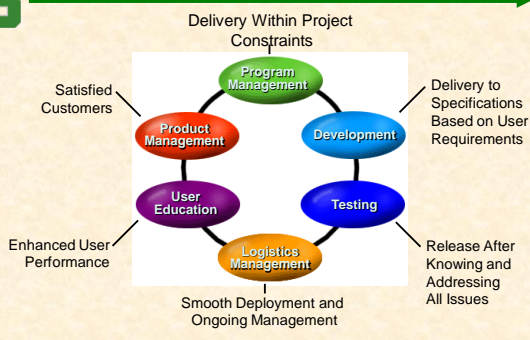 Delivery Within Project
Constraints
Program
Management
Satisfied
Customers
Delivery to
Specifications
Based on User
Requirements
Product
Management
Development
User
Education
Testing
Enhanced User
Performance
Logistics
Management
Release After
Knowing and
Addressing
All Issues
Smooth Deployment and
Ongoing Management